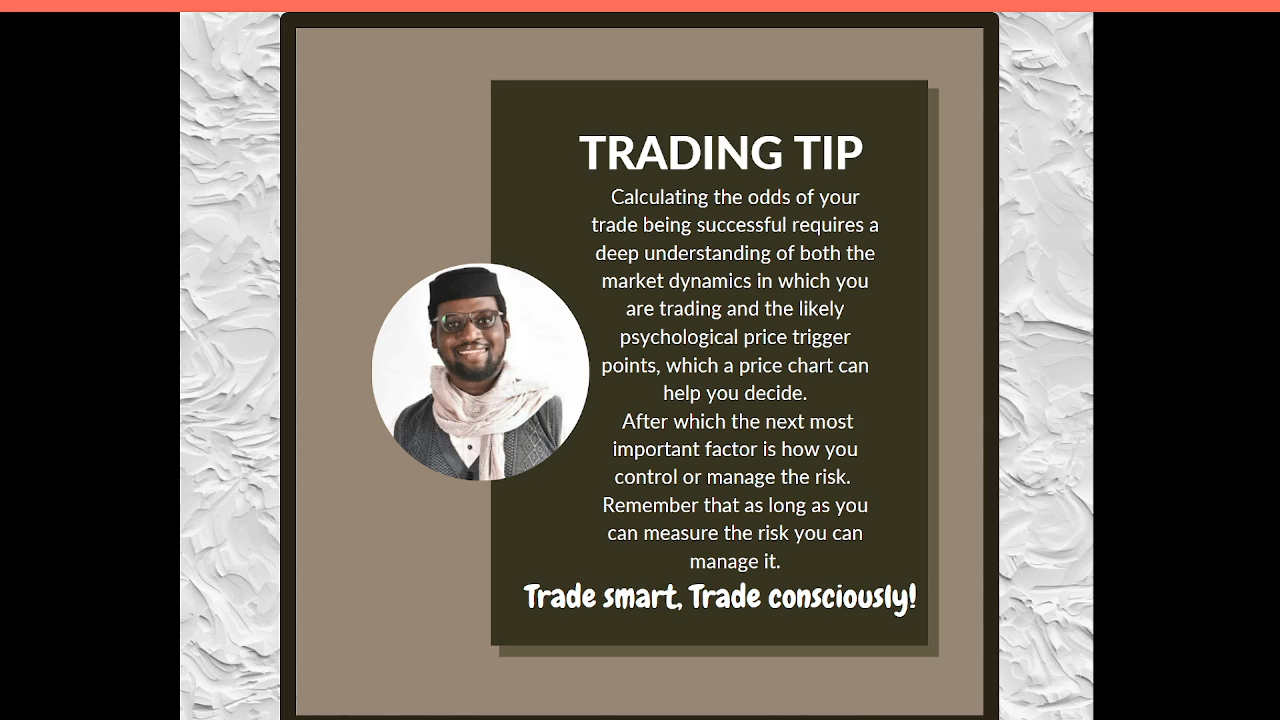 TRADING TIP
Calculating the odds of your
trade being successful requires a
deep understanding of both the
market dynamics in which you
are trading and the likely
psychological price trigger
points, which a price chart can
help you decide.
After which the next most
important factor is how you
control or manage the risk.
Remember that as long as you
can measure the risk you can
manage it.
Trade smart, Trade consciously!